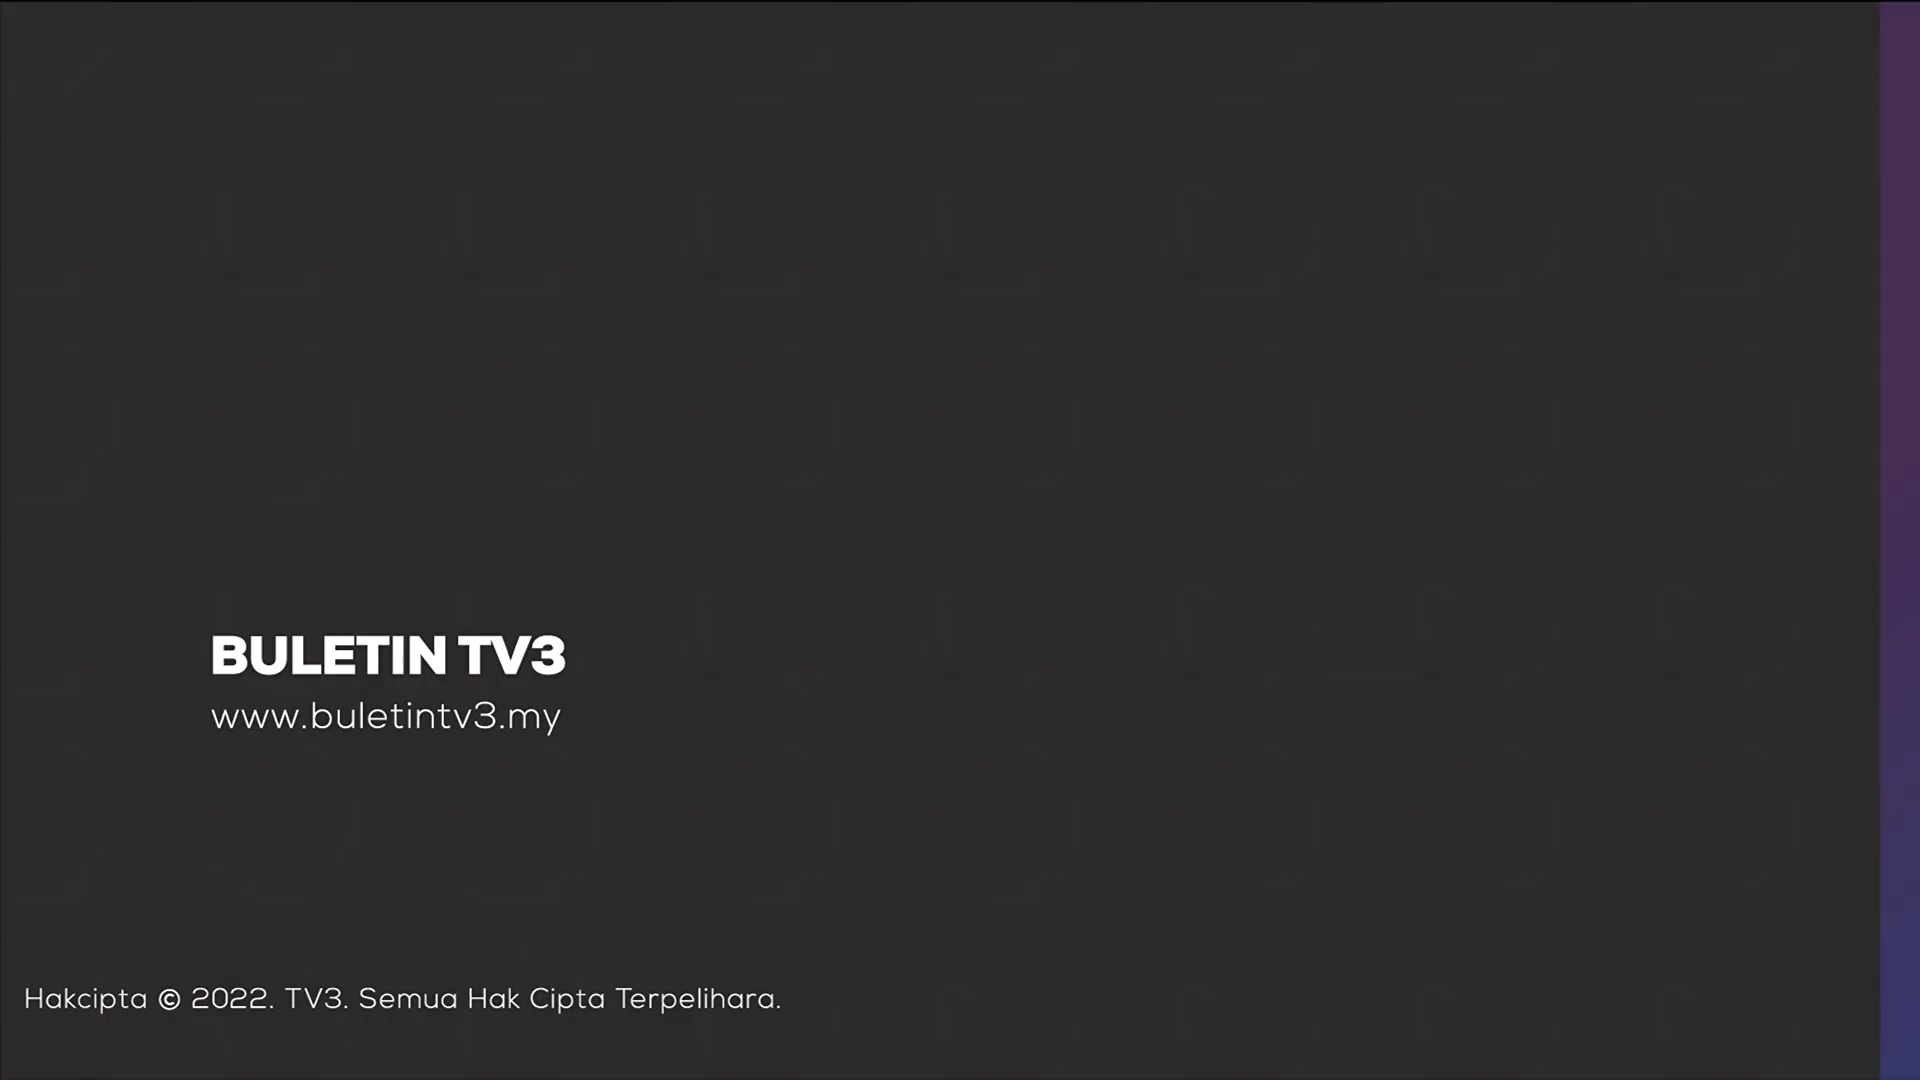 BULETIN TV3
www.buletintv3.my
Hakcipta © 2022. TV3. Semua Hak Cipta Terpelihara.